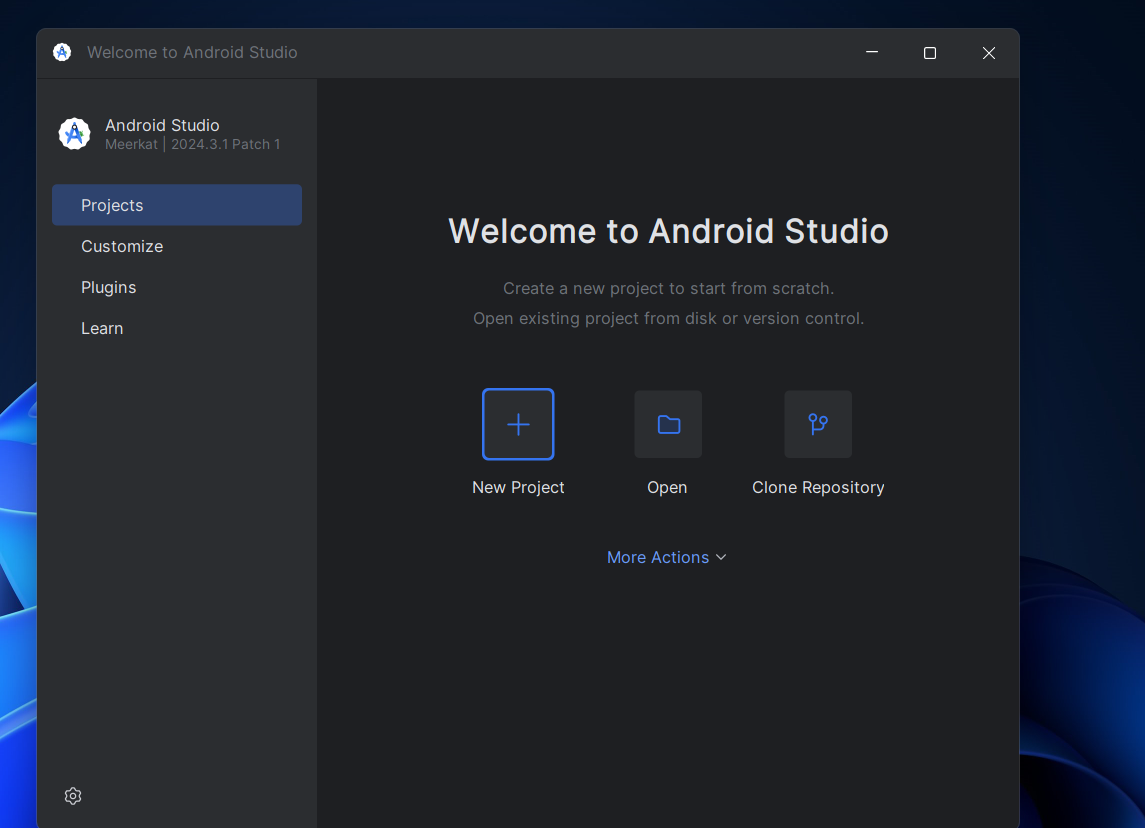 Welcome to Android Studio
Android Studio
Meerkat | 2024.3.1 Patch 1
Projects
Customize
Plugins
Learn
Welcome to Android Studio
Create a new project to start from scratch.
Open existing project from disk or version control.
New Project
Open
Clone Repository
More Actions